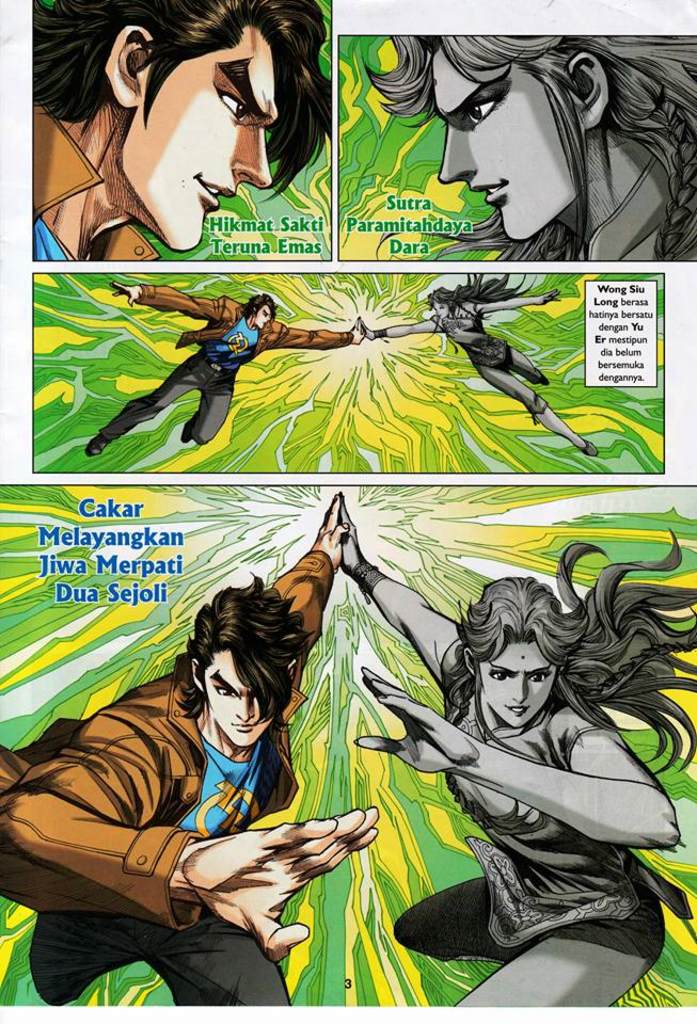 Hikmat Sakti
Teruna Emas
Sutra
Paramitahdaya
Dara
Wong Siu
Long berasa
hatinya bersatu
dengan Yu
Er mestipun
dia belum
bersemuka
dengannya.
Cakar
Melayangkan
Jiwa Merpati
Dua Sejoli
3